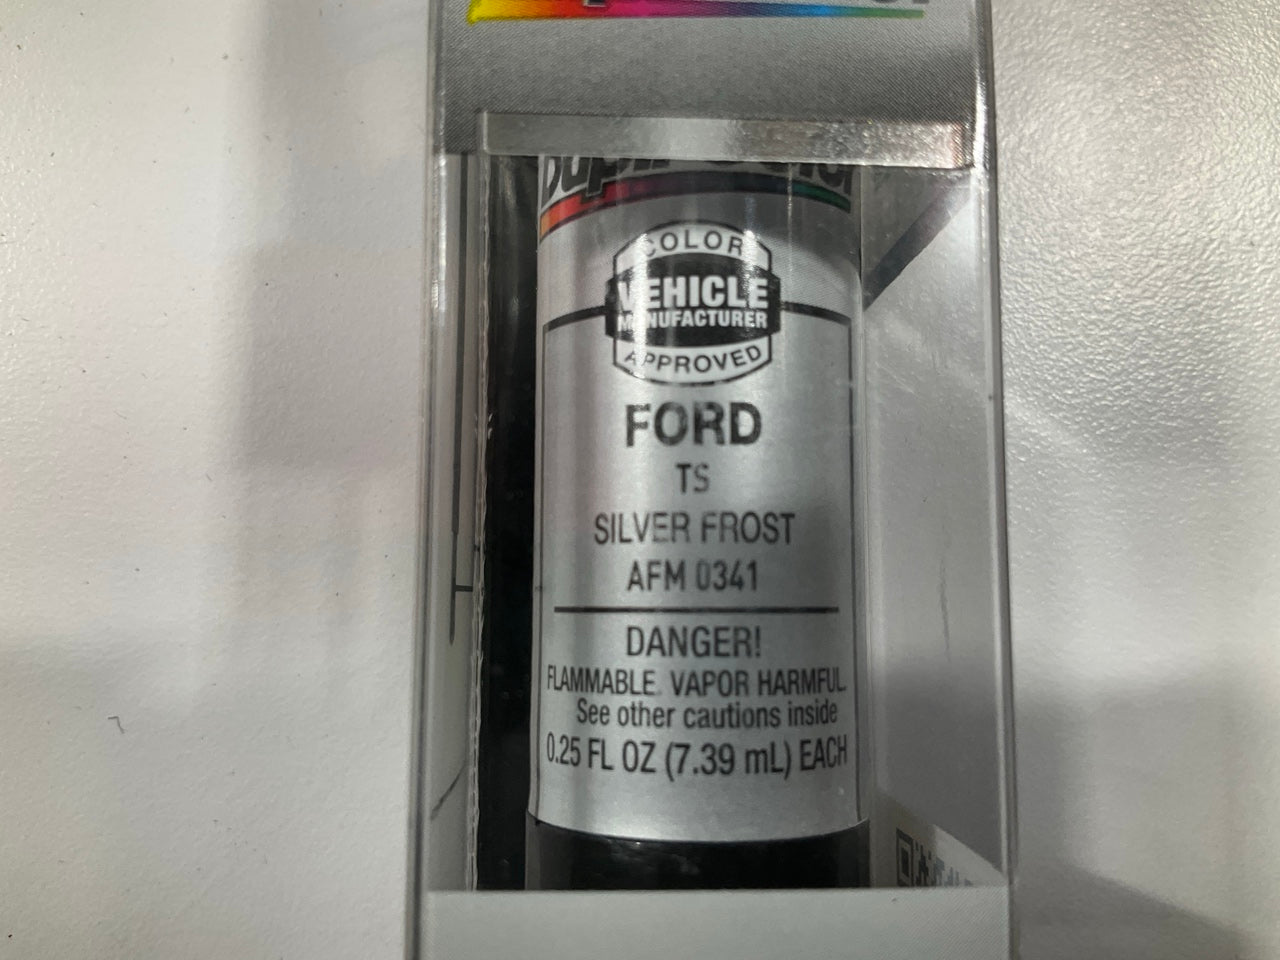 COLOR
VEHICLE
MANUFACTURER
APPROVED
FORD
TS
SILVER FROST
AFM 0341
DANGER!
FLAMMABLE. VAPOR HARMFUL.
See other cautions inside
0.25 FL OZ (7.39 mL) EACH